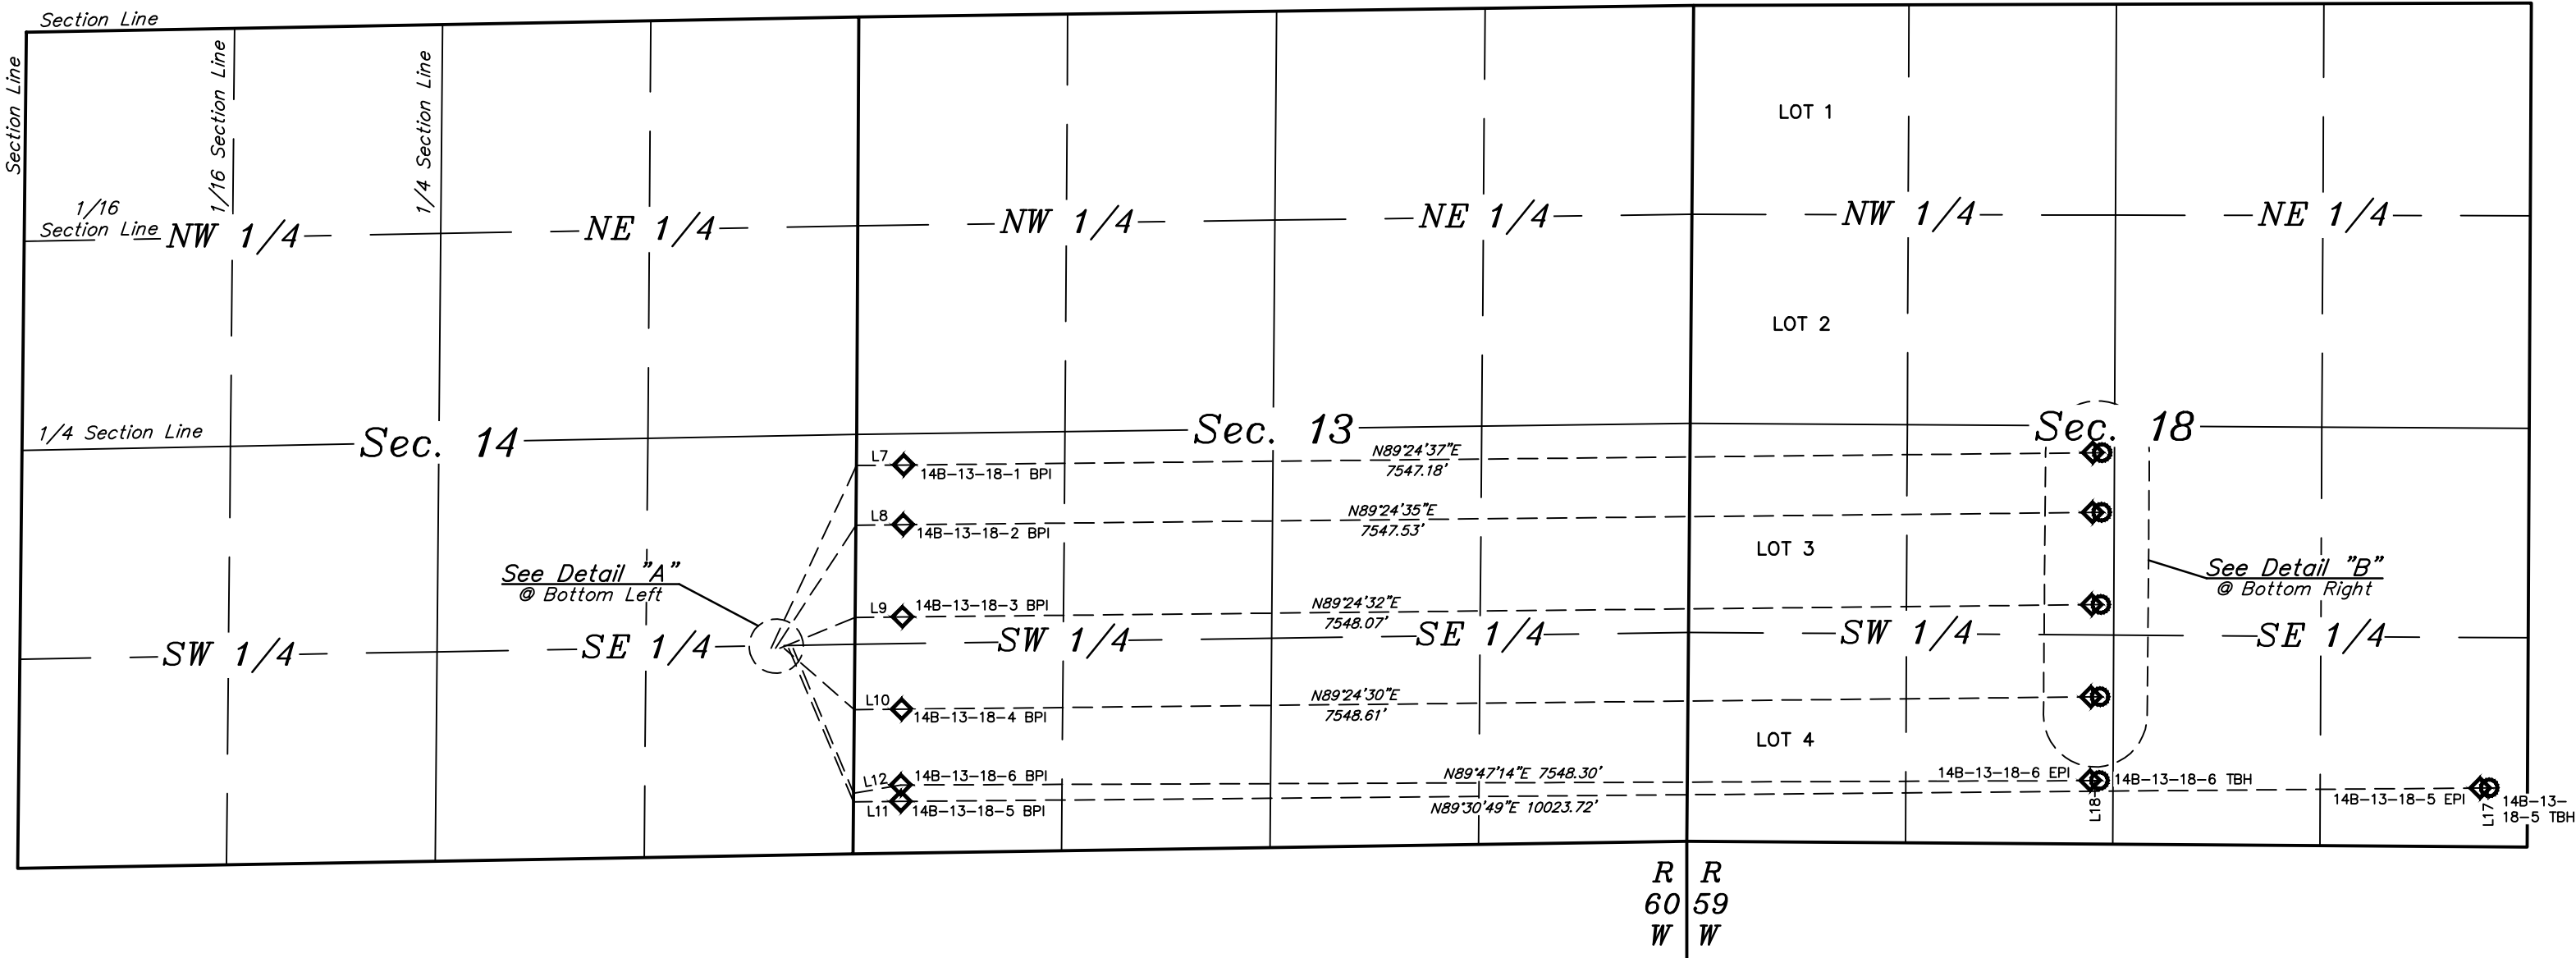 Section Line
Section Line
1/16 Section Line
1/4 Section Line
LOT 1
1/16
Section Line
NW 1/4
NE 1/4
NW 1/4
NE 1/4
NW 1/4
NE 1/4
LOT 2
1/4 Section Line
Sec. 14
Sec. 13
Sec. 18
L7
14B-13-18-1 BPI
N89°24'37"E
7547.18'
L8
14B-13-18-2 BPI
N89°24'35"E
7547.53'
LOT 3
See Detail "A"
@ Bottom Left
See Detail "B"
@ Bottom Right
L9
14B-13-18-3 BPI
N89°24'32"E
7548.07'
SW 1/4
SE 1/4
SW 1/4
SE 1/4
SW 1/4
SE 1/4
L10
14B-13-18-4 BPI
N89°24'30"E
7548.61'
LOT 4
L12
14B-13-18-6 BPI
N89°47'14"E 7548.30'
14B-13-18-6 EPI
14B-13-18-6 TBH
L11
14B-13-18-5 BPI
N89°30'49"E 10023.72'
L18
14B-13-18-5 EPI
L17
14B-13-
18-5 TBH
R R
60 59
W W